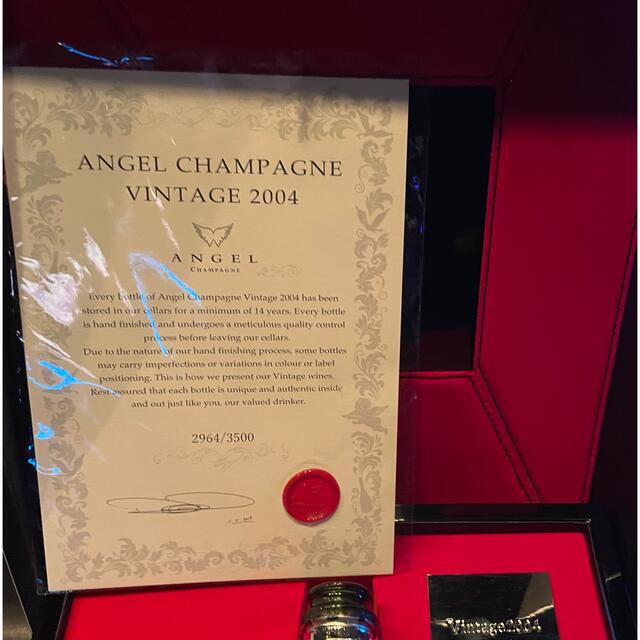 ANGEL CHAMPAGNE
VINTAGE 2004
ANGEL
CHAMPAGNE
Every Bottle of Angel Champagne Vintage 2004 has been
stored in our cellars for a minimum of 14 years. Every bottle
is hand finished and undergoes a meticulous quality control
process before leaving our cellars.
Due to the nature of our hand finishing process, some bottles
may carry imperfections or variations in colour or label
positioning. This is how we present our Vintage wines.
Rest assured that each bottle is unique and authentic inside
and out just like you, our valued drinker.
2964/3500
Vintage2004